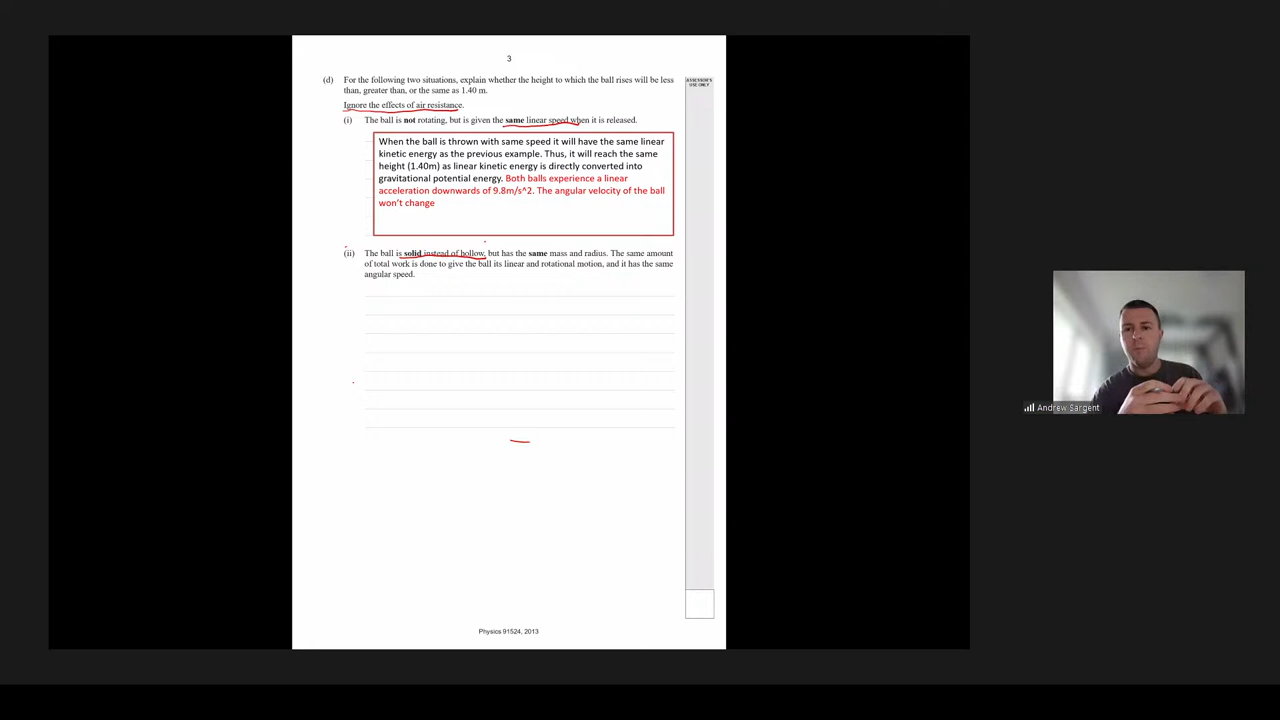 3
(d) For the following two situations, explain whether the height to which the ball rises will be less
than, greater than, or the same as 1.40 m.
Ignore the effects of air resistance.
(i) The ball is not rotating, but is given the same linear speed when it is released.
When the ball is thrown with same speed it will have the same linear
kinetic energy as the previous example. Thus, it will reach the same
height (1.40m) as linear kinetic energy is directly converted into
gravitational potential energy. Both balls experience a linear
acceleration downwards of 9.8m/s^2. The angular velocity of the ball
won't change
(ii) The ball is solid instead of hollow, but has the same mass and radius. The same amount
of total work is done to give the ball its linear and rotational motion, and it has the same
angular speed.
ASSESSOR'S
USE ONLY
Andrew Sargent
Physics 91524, 2013